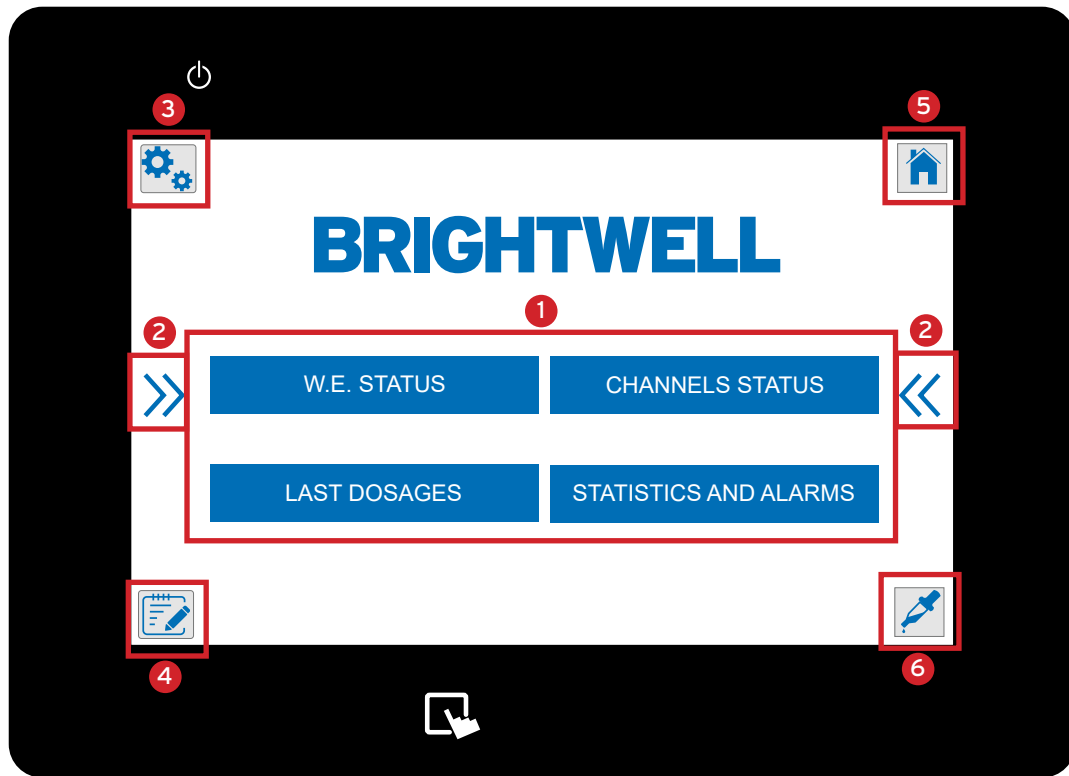 3
5
BRIGHTWELL
1
2
2
W.E. STATUS
CHANNELS STATUS
LAST DOSAGES
STATISTICS AND ALARMS
4
6